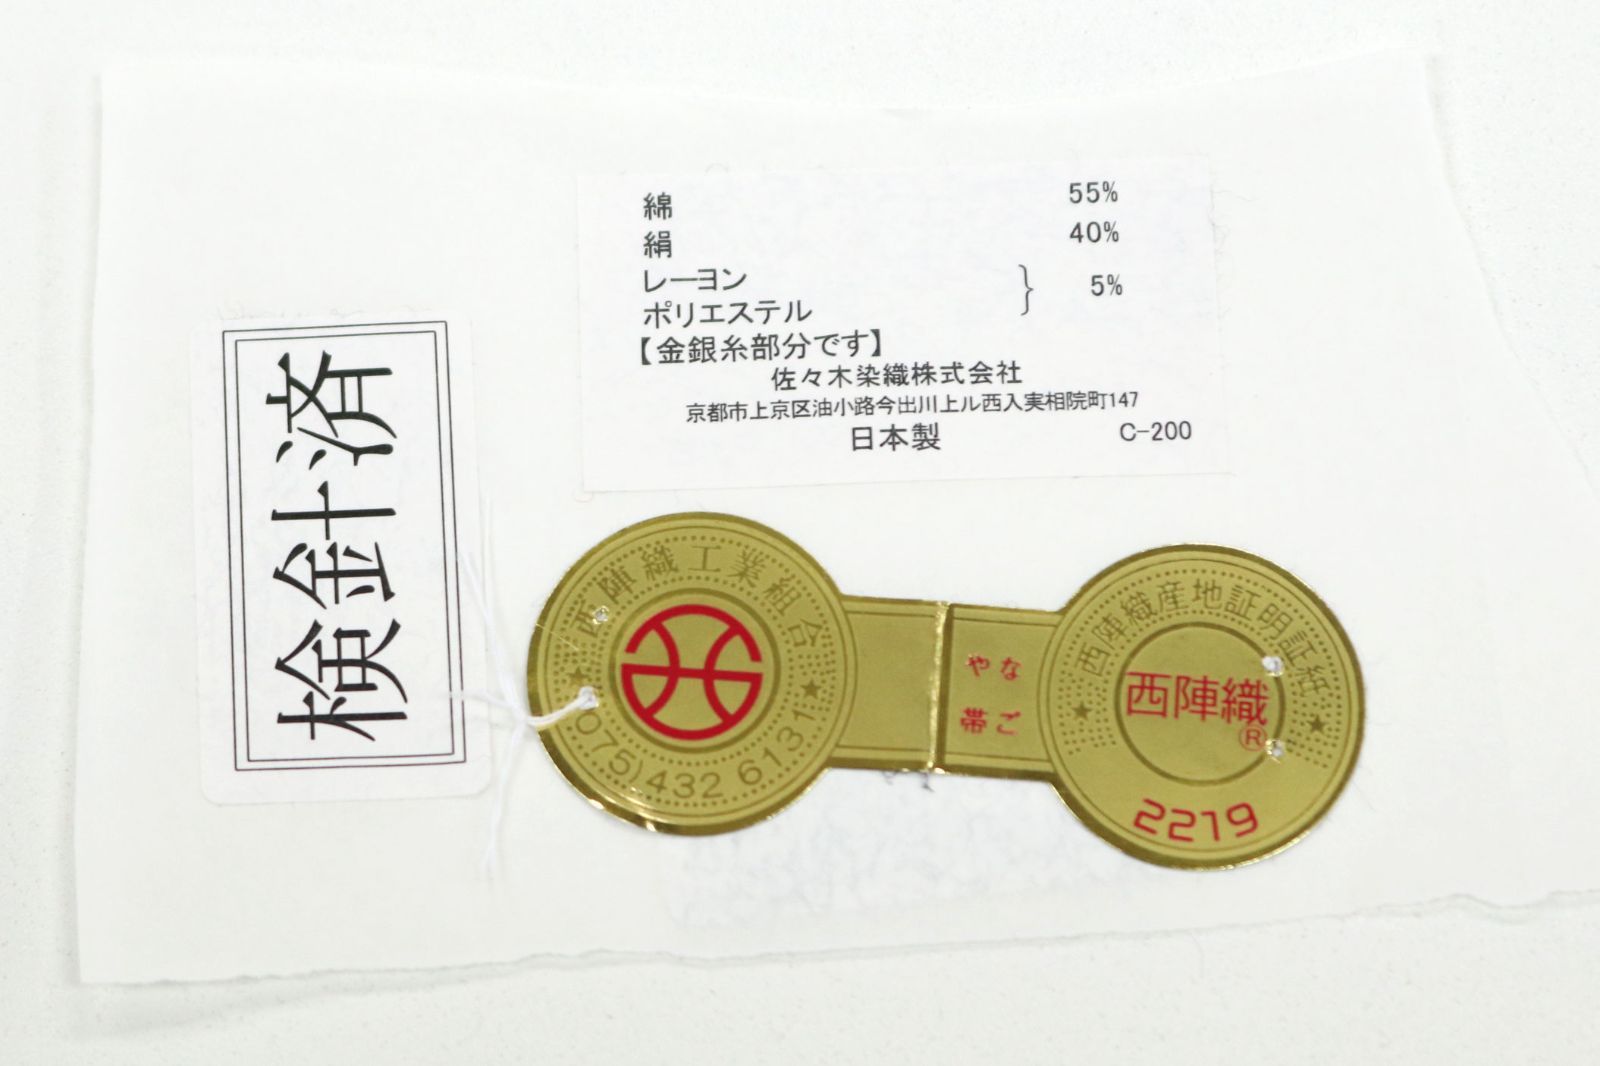 検針済
綿 55%
絹 40%
レーヨン
ポリエステル } 5%
【金銀糸部分です】
佐々木染織株式会社
京都市上京区油小路今出川上ル西入実相院町147
日本製 C-200
西陣織工業組合
(075)432 6131
なごや帯
西陣織産地証明証紙
西陣織®
2219